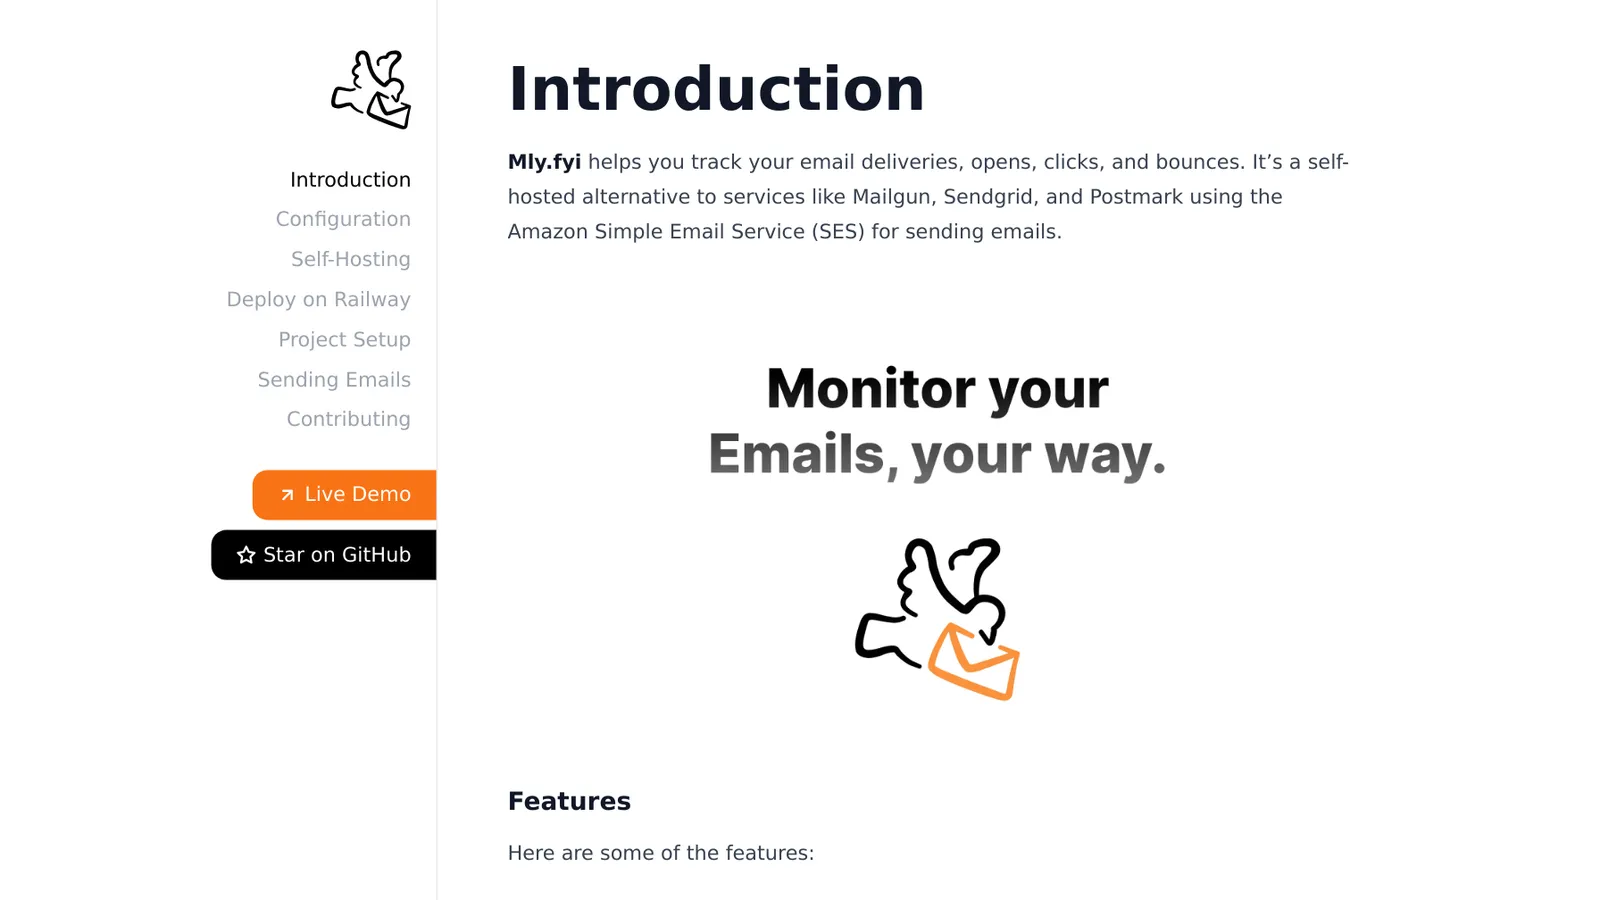 Introduction
Configuration
Self-Hosting
Deploy on Railway
Project Setup
Sending Emails
Contributing
Live Demo
Star on GitHub
Introduction
Mly.fyi helps you track your email deliveries, opens, clicks, and bounces. It’s a self-
hosted alternative to services like Mailgun, Sendgrid, and Postmark using the
Amazon Simple Email Service (SES) for sending emails.
Monitor your
Emails, your way.
Features
Here are some of the features: